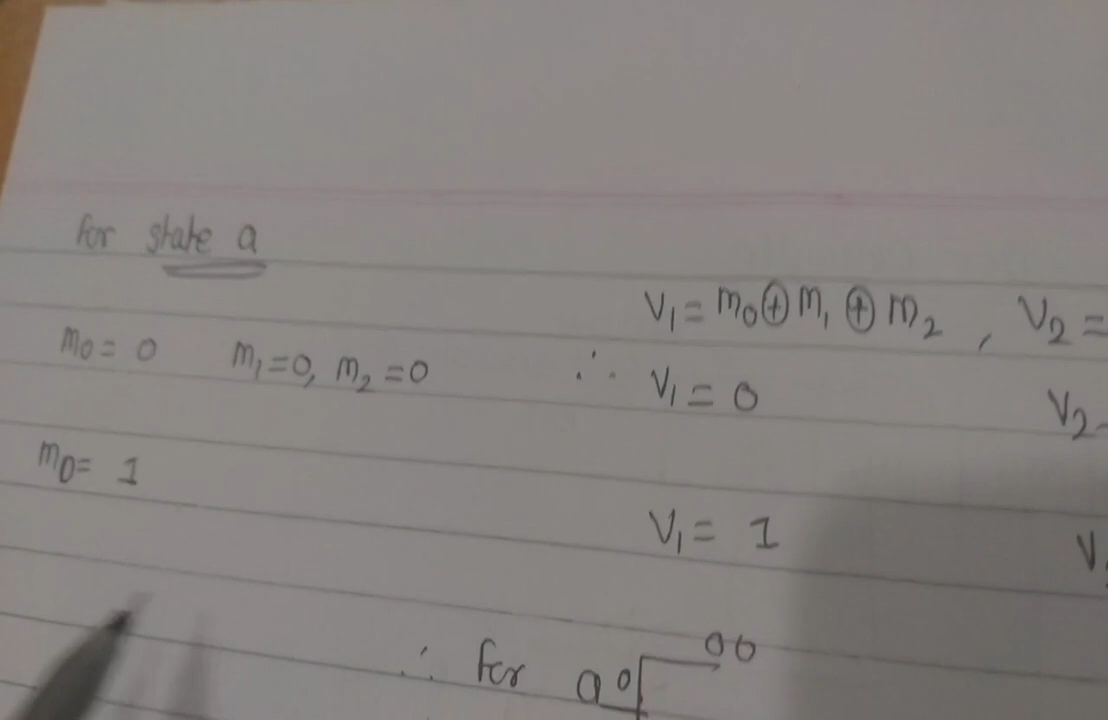 for state a
V₁ = m₀ ⊕ m₁ ⊕ m₂ , V₂ =
m₀ = 0 m₁ = 0, m₂ = 0 ∴ V₁ = 0 V₂
m₀ = 1 V₁ = 1 V
∴ for a 0 00